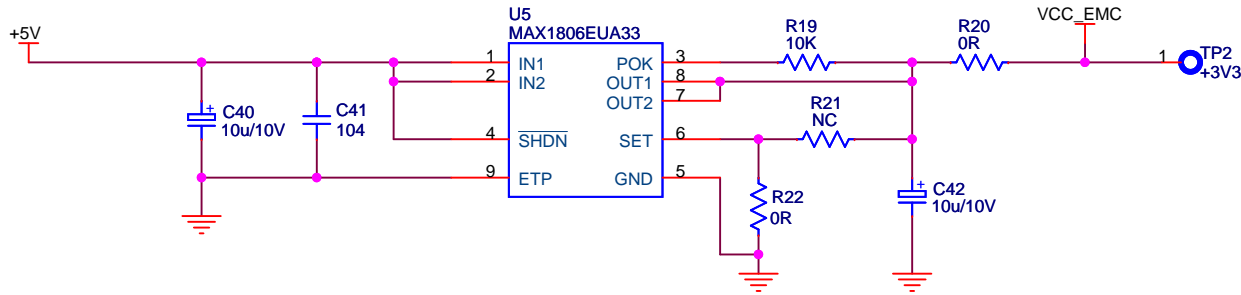 +5V
U5
MAX1806EUA33
VCC_EMC
R19
10K
R20
0R
TP2
+3V3
1
1
IN1
POK
3
2
IN2
OUT1
8
OUT2
7
C40
10u/10V
+
C41
104
R21
NC
4
SHDN
SET
6
9
ETP
GND
5
R22
0R
C42
10u/10V
+